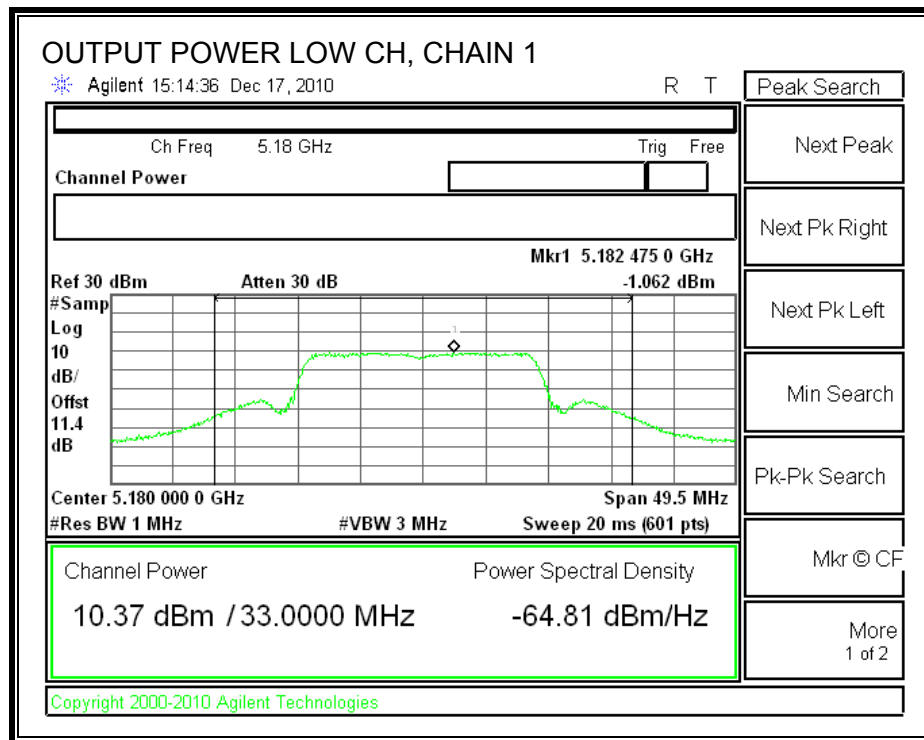 OUTPUT POWER LOW CH, CHAIN 1
Agilent 15:14:36 Dec 17, 2010
R T
Peak Search
Ch Freq 5.18 GHz
Trig Free
Next Peak
Channel Power
Next Pk Right
Mkr1 5.182 475 0 GHz
Ref 30 dBm
Atten 30 dB
-1.062 dBm
#Samp
Log
10
dB/
Offst
11.4
dB
1
Next Pk Left
Min Search
Pk-Pk Search
Center 5.180 000 0 GHz
Span 49.5 MHz
#Res BW 1 MHz
#VBW 3 MHz
Sweep 20 ms (601 pts)
Channel Power
Power Spectral Density
Mkr © CF
10.37 dBm / 33.0000 MHz
-64.81 dBm/Hz
More
1 of 2
Copyright 2000-2010 Agilent Technologies